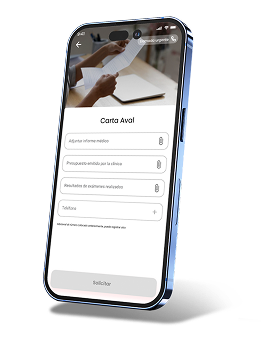 Carta Aval
Adjuntar informe médico
Presupuesto emitido por la clínica
Resultados de exámenes realizados
Teléfono
+
Solicitar